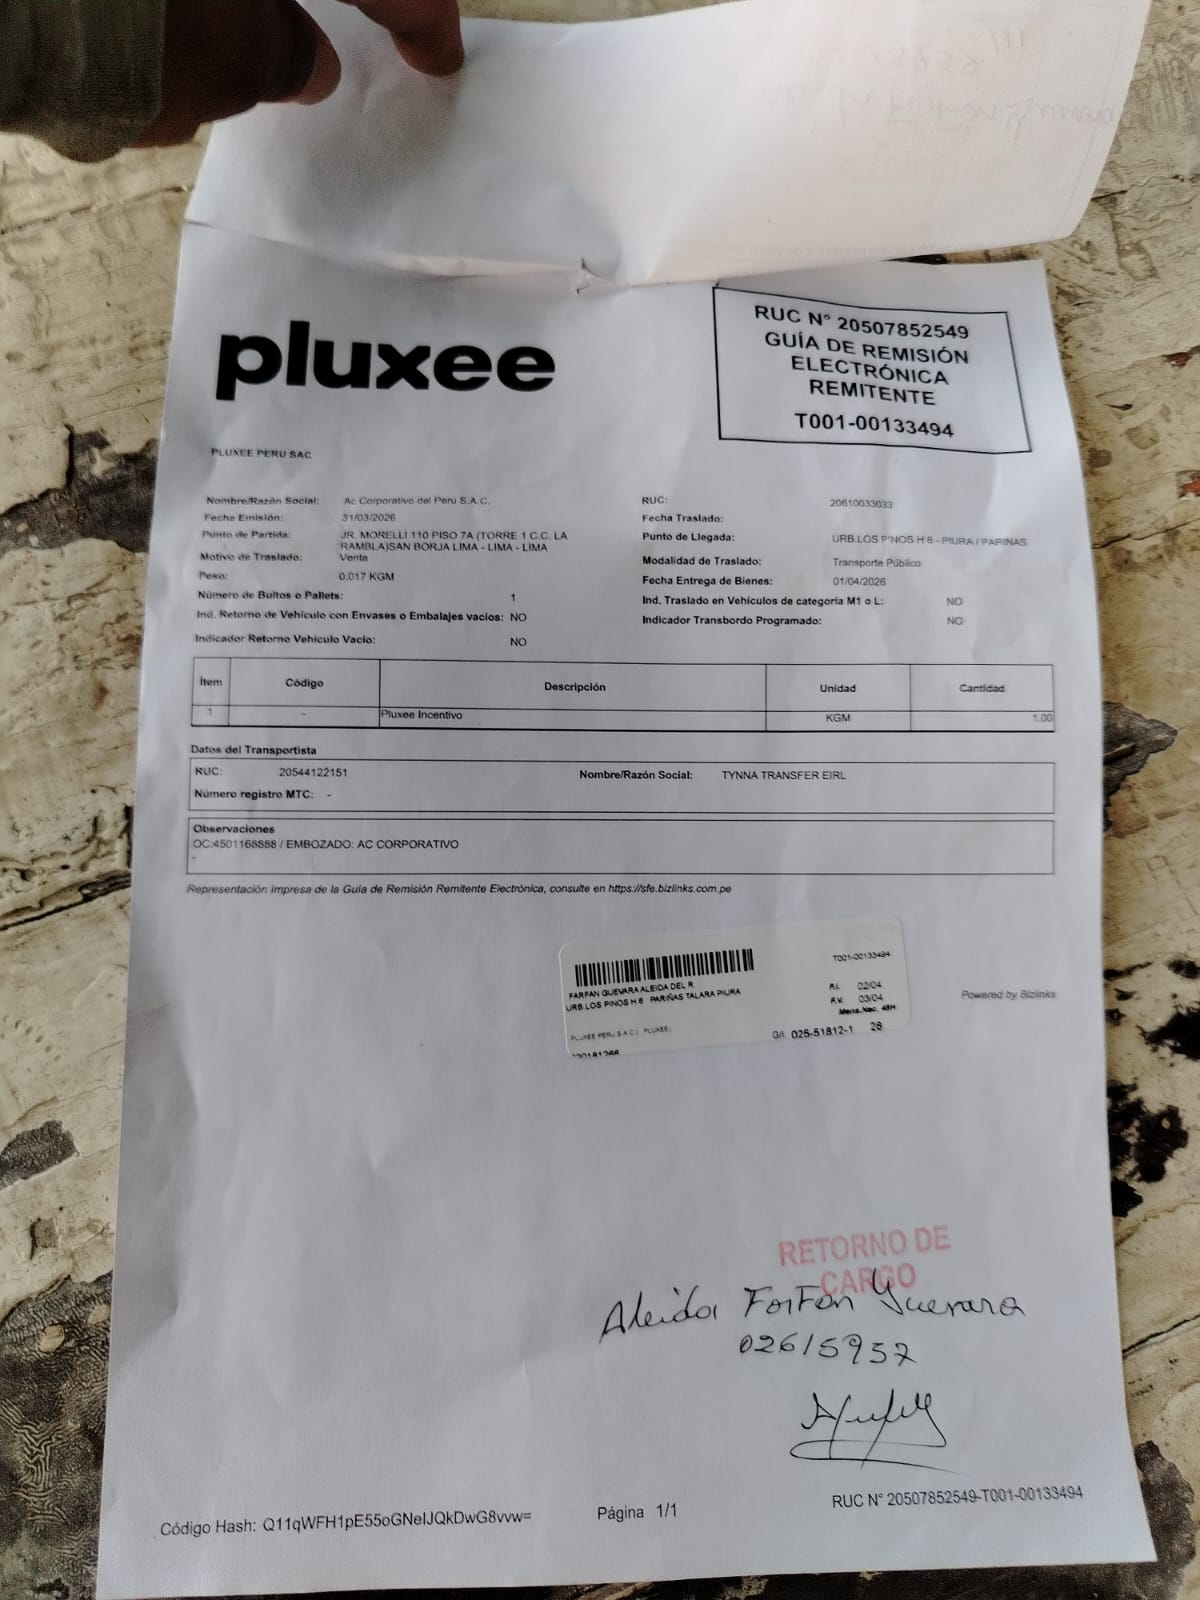 pluxee
RUC N° 20507852549
GUÍA DE REMISIÓN
ELECTRÓNICA
REMITENTE
T001-00133494
PLUXEE PERU SAC
Nombre/Razón Social: Ac Corporativo del Peru S.A.C.
Fecha Emisión: 31/03/2026
Punto de Partida: JR. MORELLI 110 PISO 7A (TORRE 1 C.C. LA
RAMBLA)SAN BORJA LIMA - LIMA - LIMA
Motivo de Traslado: Venta
Peso: 0.017 KGM
Número de Bultos o Pallets: 1
Ind. Retorno de Vehículo con Envases o Embalajes vacíos: NO
Indicador Retorno Vehículo Vacío: NO
RUC: 20610033033
Fecha Traslado:
Punto de Llegada: URB.LOS PINOS H 6 - PIURA / PARINAS
Modalidad de Traslado: Transporte Público
Fecha Entrega de Bienes: 01/04/2026
Ind. Traslado en Vehículos de categoría M1 o L: NO
Indicador Transbordo Programado: NO
Ítem Código Descripción Unidad Cantidad
1 - Pluxee Incentivo KGM 1.00
Datos del Transportista
RUC: 20544122151 Nombre/Razón Social: TYNNA TRANSFER EIRL
Número registro MTC: -
Observaciones
OC:4501168888 / EMBOZADO: AC CORPORATIVO
-
Representación impresa de la Guía de Remisión Remitente Electrónica, consulte en https://sfe.bizlinks.com.pe
T001-00133494
FARFAN GUEVARA ALEIDA DEL R
URB.LOS PINOS H 6 PARIÑAS TALARA PIURA
R.I. 02/04
R.V. 03/04
Mens.Nac. 48H
PLUXEE PERU S A C ( PLUXEE)
G/I 025-51812-1 26
Powered by Bizlinks
RETORNO DE
CARGO
Aleida Farfan Guevara
02615957
Código Hash: Q11qWFH1pE55oGNeIJQkDwG8vvw=
Página 1/1
RUC N° 20507852549-T001-00133494